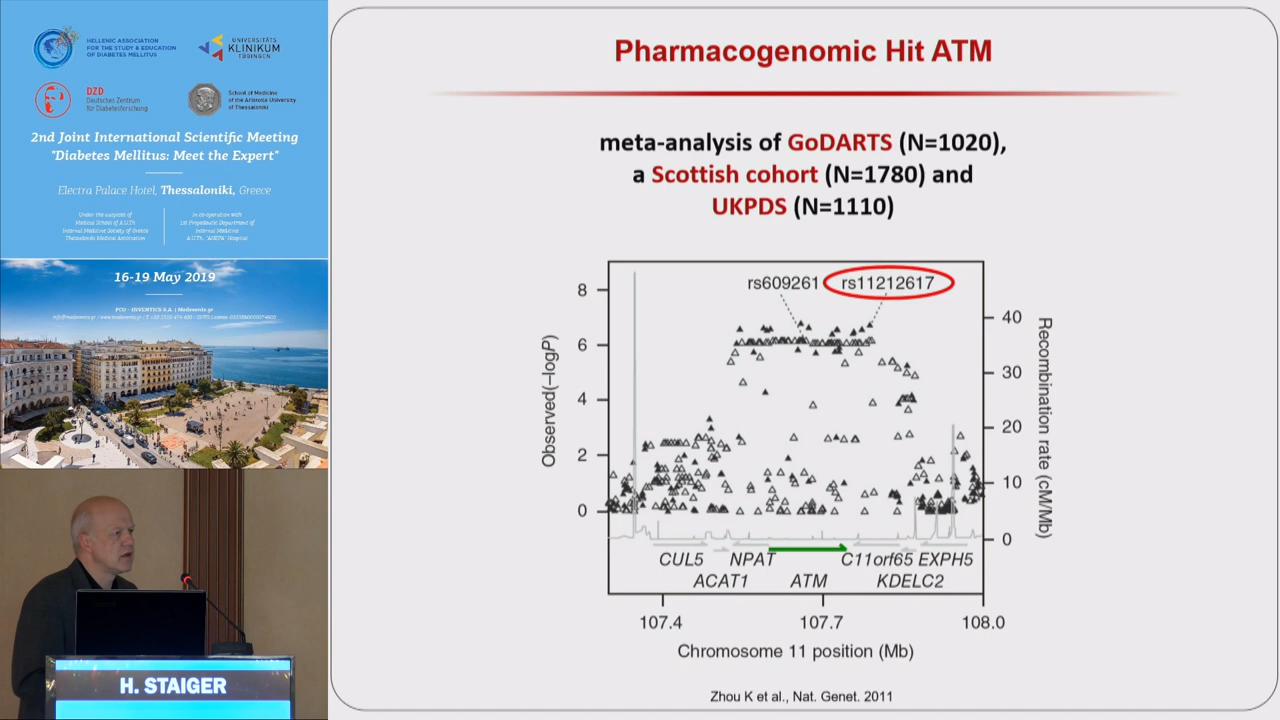 HELLENIC ASSOCIATION
FOR THE STUDY & EDUCATION
OF DIABETES MELLITUS
UNIVERSITÄTS
KLINIKUM
TÜBINGEN
DZD
Deutsches Zentrum
für Diabetesforschung
School of Medicine
of the Aristotle University
of Thessaloniki
2nd Joint International Scientific Meeting
"Diabetes Mellitus: Meet the Expert"
Electra Palace Hotel, Thessaloniki, Greece
Under the auspices of
Medical School of A.U.Th
Internal Medicine Society of Greece
Thessaloniki Medical Association
In co-operation with
1st Propedeutic Department of
Internal Medicine
A.U.Th, "AHEPA" Hospital
16-19 May 2019
PCO - INVENTICS S.A. | Medevents.gr
H. STAIGER
Pharmacogenomic Hit ATM
meta-analysis of GoDARTS (N=1020),
a Scottish cohort (N=1780) and
UKPDS (N=1110)
rs609261 rs11212617
8
6
4
2
0
Observed(–logP)
40
30
20
10
0
Recombination rate (cM/Mb)
CUL5 NPAT C11orf65 EXPH5
ACAT1 ATM KDELC2
107.4 107.7 108.0
Chromosome 11 position (Mb)
Zhou K et al., Nat. Genet. 2011